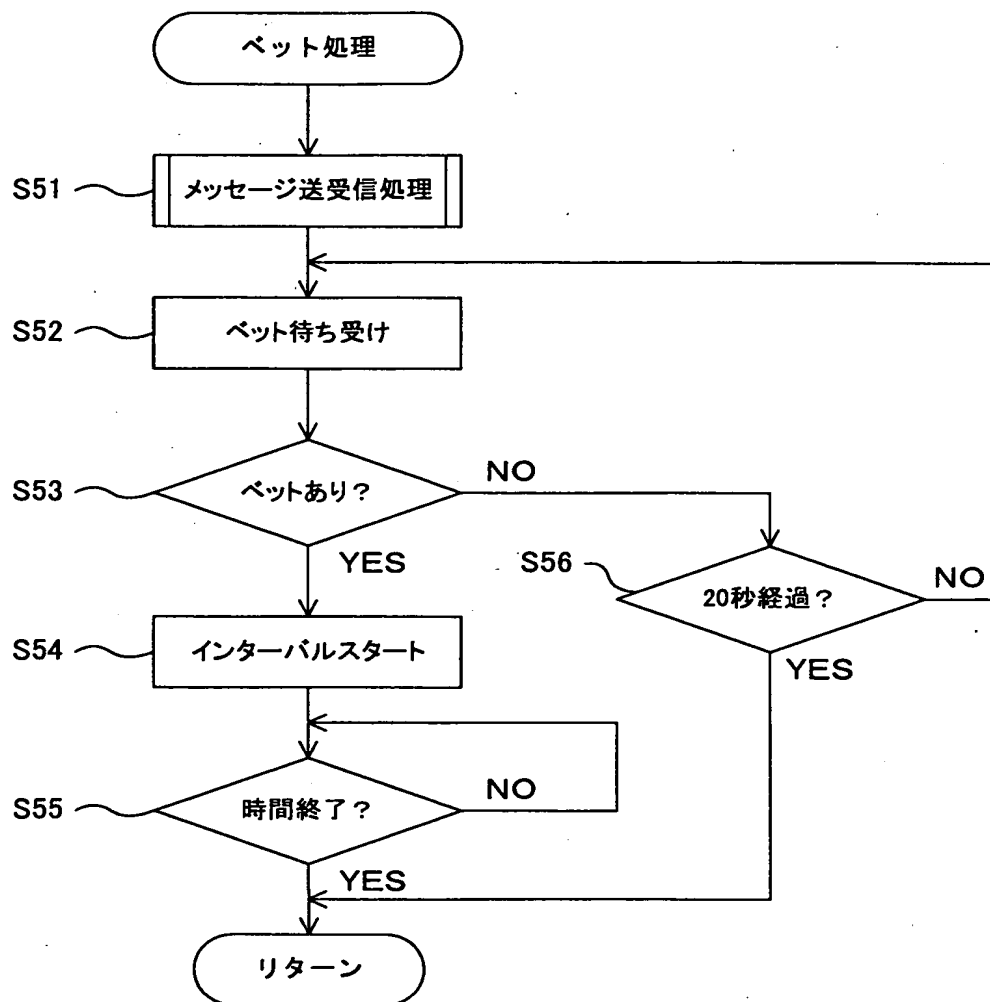 ベット処理
S51
メッセージ送受信処理
S52
ベット待ち受け
S53
ベットあり？
NO
YES
S56
20秒経過？
NO
YES
S54
インターバルスタート
S55
時間終了？
NO
YES
リターン